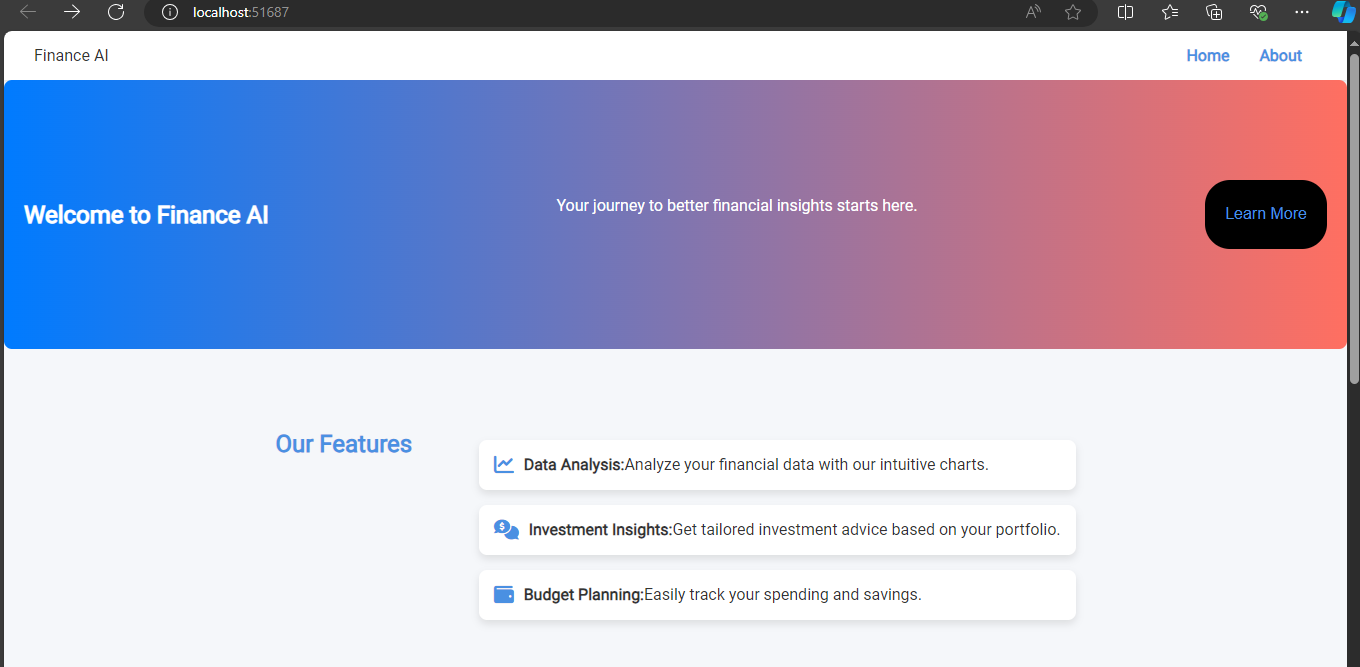 localhost:51687
Finance AI
Home
About
Welcome to Finance AI
Your journey to better financial insights starts here.
Learn More
Our Features
Data Analysis:Analyze your financial data with our intuitive charts.
Investment Insights:Get tailored investment advice based on your portfolio.
Budget Planning:Easily track your spending and savings.